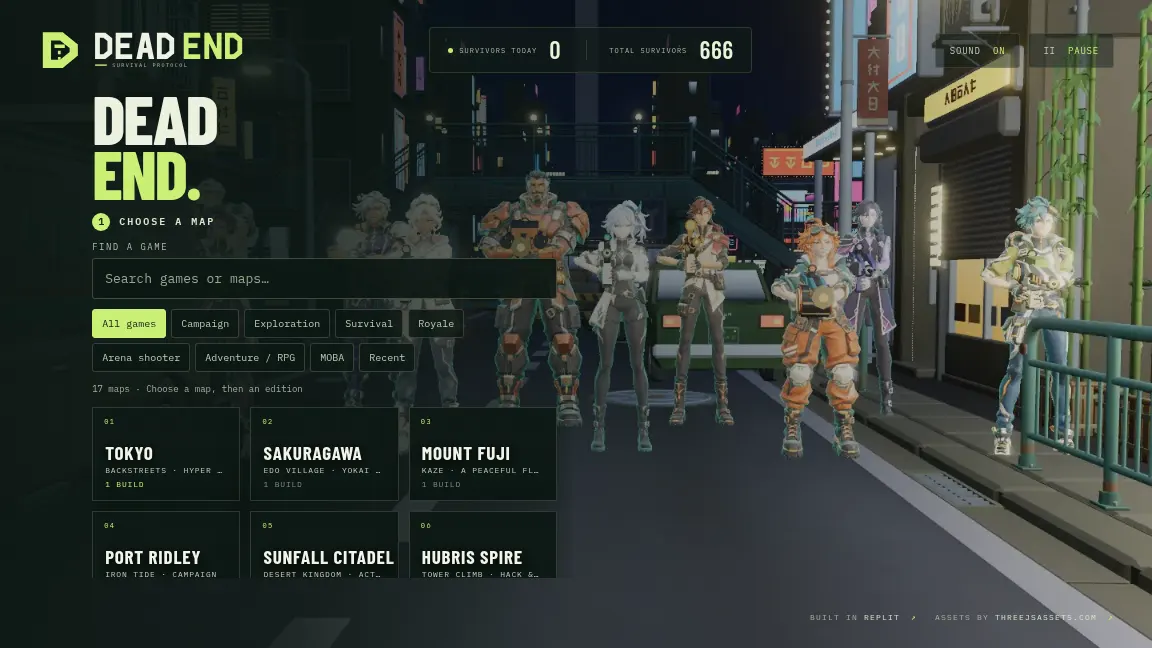 DEAD END
SURVIVAL PROTOCOL
SURVIVORS TODAY 0
TOTAL SURVIVORS 666
SOUND ON
II PAUSE
DEAD
END.
1 CHOOSE A MAP
FIND A GAME
Search games or maps…
All games
Campaign
Exploration
Survival
Royale
Arena shooter
Adventure / RPG
MOBA
Recent
17 maps · Choose a map, then an edition
01
TOKYO
BACKSTREETS · HYPER …
1 BUILD
02
SAKURAGAWA
EDO VILLAGE · YOKAI …
1 BUILD
03
MOUNT FUJI
KAZE · A PEACEFUL FL…
1 BUILD
04
PORT RIDLEY
IRON TIDE · CAMPAIGN
05
SUNFALL CITADEL
DESERT KINGDOM · ACT…
06
HUBRIS SPIRE
TOWER CLIMB · HACK &…
BUILT IN REPLIT ↗
ASSETS BY THREEJSASSETS.COM ↗